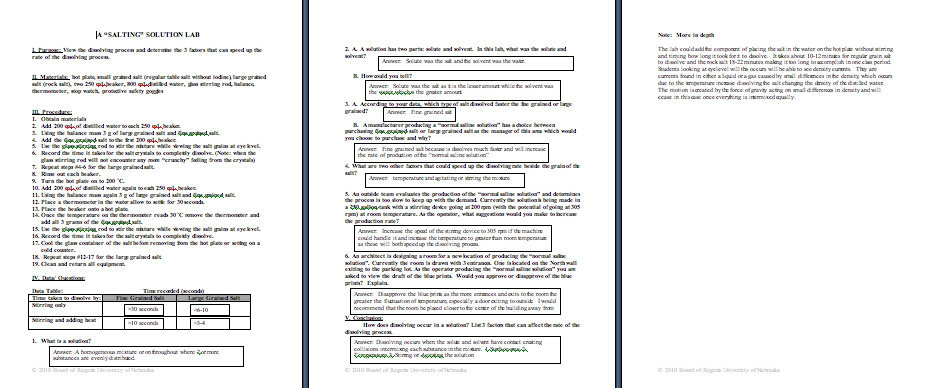 A “SALTING” SOLUTION LAB
I. Purpose: View the dissolving process and determine the 3 factors that can speed up the
rate of the dissolving process.
II. Materials: hot plate, small grained salt (regular table salt without iodine), large grained
salt (rock salt), two 250 mL beaker, 800 mL distilled water, glass stirring rod, balance,
thermometer, stop watch, protective safety goggles
III. Procedure:
1. Obtain materials
2. Add 200 mL of distilled water to each 250 mL beaker.
3. Using the balance mass 3 g of large grained salt and fine grained salt.
4. Add the fine grained salt to the first 200 mL beaker.
5. Use the glass stirring rod to stir the mixture while viewing the salt grains at eye level.
6. Record the time it takes for the salt crystals to completely dissolve. (Note: when the
glass stirring rod will not encounter any more “crunchy” feeling from the crystals)
7. Repeat steps #4-6 for the large grained salt.
8. Rinse out each beaker.
9. Turn the hot plate on to 200 °C.
10. Add 200 mL of distilled water again to each 250 mL beaker.
11. Using the balance mass again 3 g of large grained salt and fine grained salt.
12. Place a thermometer in the water allow to settle for 30 seconds.
13. Place the beaker onto a hot plate.
14. Once the temperature on the thermometer reads 30 °C remove the thermometer and
add all 3 grams of the fine grained salt.
15. Use the glass stirring rod to stir the mixture while viewing the salt grains at eye level.
16. Record the time it takes for the salt crystals to completely dissolve.
17. Cool the glass container of the salt before removing from the hot plate or setting on a
cold counter.
18. Repeat steps #12-17 for the large grained salt.
19. Clean and return all equipment.
IV. Data/ Questions:
Data Table: Time recorded (seconds)
Time taken to dissolve by: Fine Grained Salt Large Grained Salt
Stirring only ~30 seconds ~6-10
Stirring and adding heat ~10 seconds ~3-4
1. What is a solution?
Answer: A homogeneous mixture or on throughout where 2 or more
substances are evenly distributed.
© 2010 Board of Regents University of Nebraska
2. A. A solution has two parts: solute and solvent. In this lab, what was the solute and
solvent?
Answer: Solute was the salt and the solvent was the water.
B. How could you tell?
Answer: Solute was the salt as it is the lesser amount while the solvent
was the water which is the greater amount
3. A. According to your data, which type of salt dissolved faster the fine grained or large
grained?
Answer: Fine grained salt
B. A manufacturer producing a “normal saline solution” has a choice between
purchasing fine grained salt or large grained salt as the manager of this area which would
you choose to purchase and why?
Answer: Fine grained salt because is dissolves much faster and will increase
the rate of production of the “normal saline solution”
4. What are two other factors that could speed up the dissolving rate beside the grain of the
salt?
Answer: temperature and agitating or stirring the mixture
5. An outside team evaluates the production of the “normal saline solution” and determines
the process is too slow to keep up with the demand. Currently the solution is being made in
a 250 gallon tank with a stirring device going at 200 rpm (with the potential of going at 305
rpm) at room temperature. As the operator, what suggestions would you make to increase
the production rate?
Answer: Increase the speed of the stirring device to 305 rpm if the machine
could handle it and increase the temperature to greater than room temperature
as these will both speed up the dissolving process.
6. An architect is designing a room for a new location of producing the “normal saline
solution”. Currently the room is drawn with 3 entrances. One is located on the North wall
exiting to the parking lot. As the operator producing the “normal saline solution” you are
asked to view the draft of the blue prints. Would you approve or disapprove of the blue
prints? Explain.
Answer: Disapprove the blue prints as the more entrances and exits to the room the
greater the fluctuation of temperature, especially a door exiting to outside. I would
recommend that the room be placed closer to the center of the building away from
V. Conclusion:
How does dissolving occur in a solution? List 3 factors that can affect the rate of the
dissolving process.
Answer: Dissolving occurs when the solute and solvent have contact creating
collisions intermixing each substance in the mixture.
the solution
© 2010 Board of Regents University of Nebraska
Note: More in depth
The lab could add the component of placing the salt in the water on the hot plate without stirring
and timing how long it took for it to dissolve. It takes about 10-12 minutes for regular grain salt
to dissolve and the rock salt 18-22 minutes making it too long to accomplish in one class period.
Students looking at eye level will this occur will be able to see density currents. They are
currents found in either a liquid or a gas caused by small differences in the density, which occurs
due to the temperature increase dissolving the salt changing the density of the distilled water.
The motion is created by the force of gravity acting on small differences in density and will
cease in this case once everything is intermixed equally.
© 2010 Board of Regents University of Nebraska